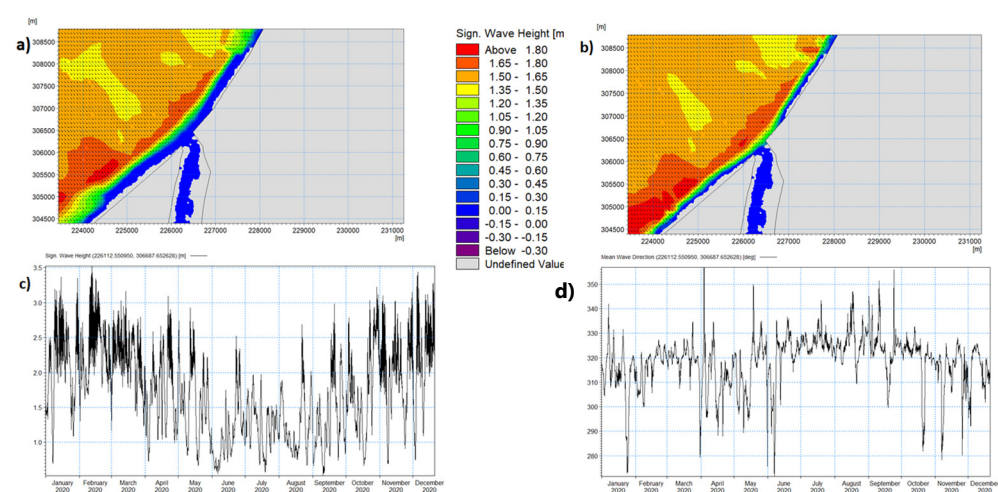 a)
[m]
308500
308000
307500
307000
306500
306000
305500
305000
304500
224000 225000 226000 227000 228000 229000 230000 231000
[m]
Sign. Wave Height [m
Above 1.80
1.65 - 1.80
1.50 - 1.65
1.35 - 1.50
1.20 - 1.35
1.05 - 1.20
0.90 - 1.05
0.75 - 0.90
0.60 - 0.75
0.45 - 0.60
0.30 - 0.45
0.15 - 0.30
0.00 - 0.15
-0.15 - 0.00
-0.30 - -0.15
Below -0.30
Undefined Value
b)
[m]
308500
308000
307500
307000
306500
306000
305500
305000
304500
224000 225000 226000 227000 228000 229000 230000 231000
[m]
Sign. Wave Height (226112.550950, 306687.652628) [m]
c)
3.5
3.0
2.5
2.0
1.5
1.0
January February March April May June July August September October November December
2020 2020 2020 2020 2020 2020 2020 2020 2020 2020 2020 2020
Mean Wave Direction (226112.550950, 306687.652628) [deg]
d)
350
340
330
320
310
300
290
280
January February March April May June July August September October November December
2020 2020 2020 2020 2020 2020 2020 2020 2020 2020 2020 2020